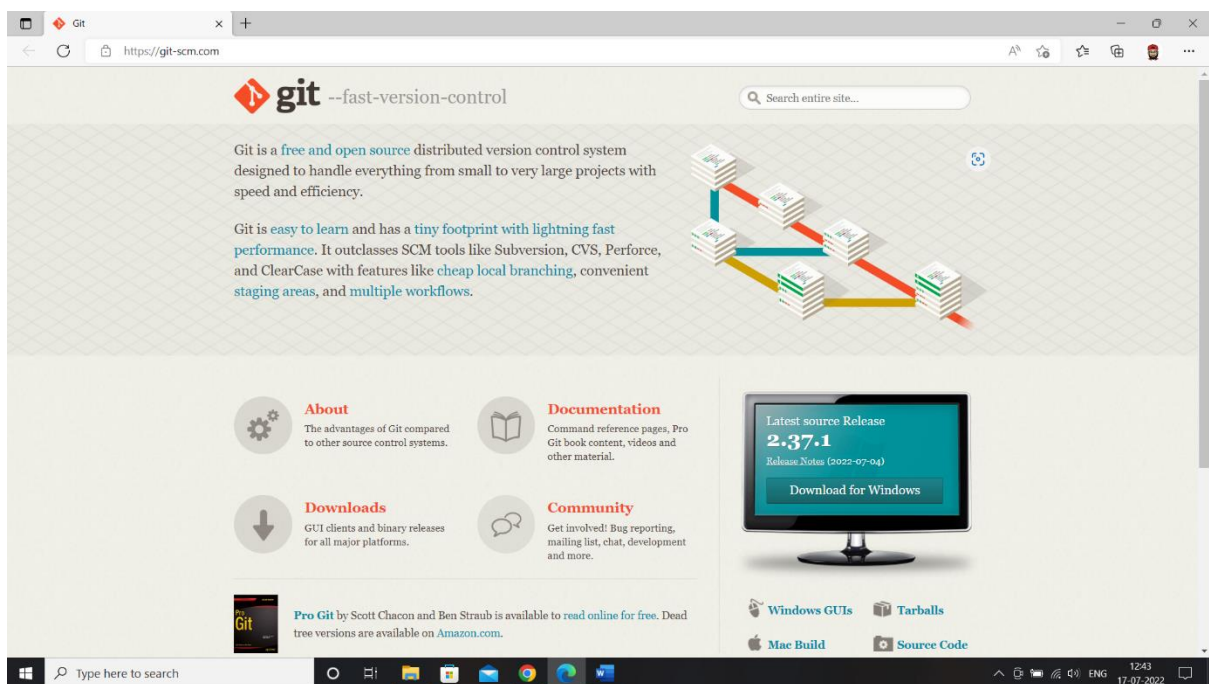 Git
https://git-scm.com
git --fast-version-control
Search entire site...
Git is a free and open source distributed version control system
designed to handle everything from small to very large projects with
speed and efficiency.
Git is easy to learn and has a tiny footprint with lightning fast
performance. It outclasses SCM tools like Subversion, CVS, Perforce,
and ClearCase with features like cheap local branching, convenient
staging areas, and multiple workflows.
About
The advantages of Git compared
to other source control systems.
Documentation
Command reference pages, Pro
Git book content, videos and
other material.
Downloads
GUI clients and binary releases
for all major platforms.
Community
Get involved! Bug reporting,
mailing list, chat, development
and more.
Latest source Release
2.37.1
Release Notes (2022-07-04)
Download for Windows
Pro
Git
Pro Git by Scott Chacon and Ben Straub is available to read online for free. Dead
tree versions are available on Amazon.com.
Windows GUIs
Tarballs
Mac Build
Source Code
Type here to search
ENG
12:43
17-07-2022